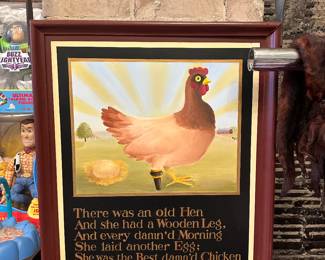 BUZZ
LIGHTYEAR
ULTIMATE
There was an old Hen
And she had a Wooden Leg,
And every damn'd Morning
She laid another Egg;
She was the Best damn'd Chicken